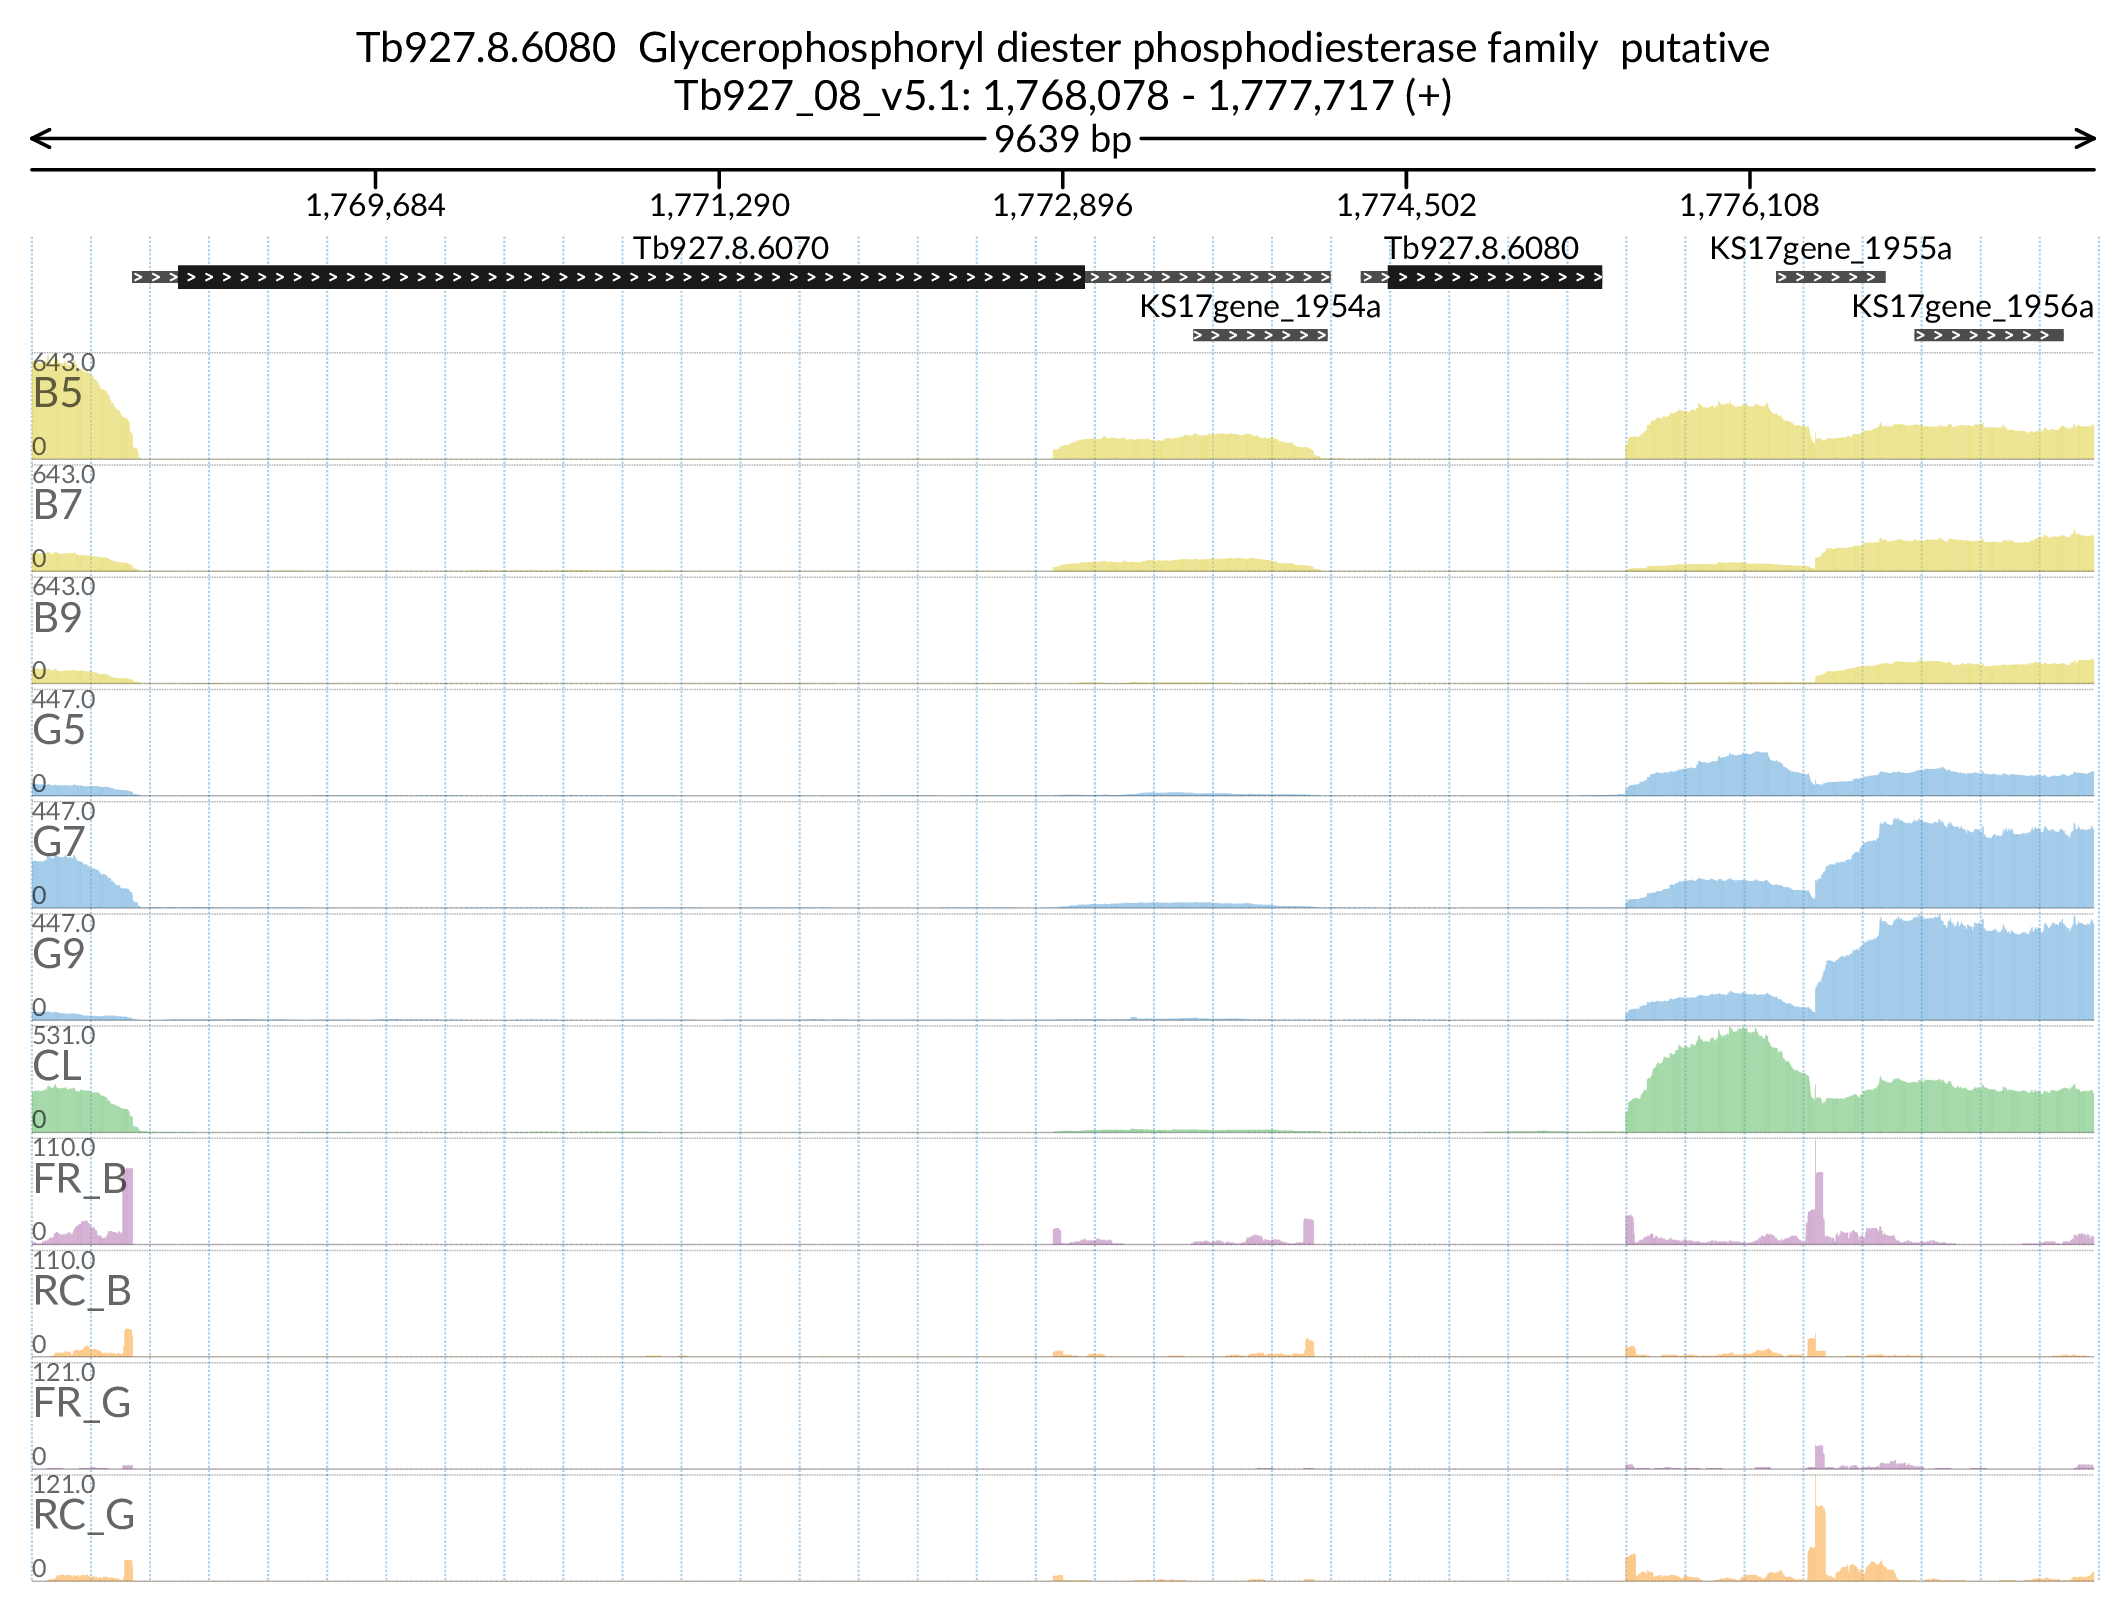 Tb927.8.6080  Glycerophosphoryl diester phosphodiesterase family  putative
Tb927_08_v5.1: 1,768,078 - 1,777,717 (+)
9639 bp
1,769,684 1,771,290 1,772,896 1,774,502 1,776,108
Tb927.8.6070 Tb927.8.6080 KS17gene_1955a
KS17gene_1954a KS17gene_1956a
643.0
B5
0
643.0
B7
0
643.0
B9
0
447.0
G5
0
447.0
G7
0
447.0
G9
0
531.0
CL
0
110.0
FR_B
0
110.0
RC_B
0
121.0
FR_G
0
121.0
RC_G
0